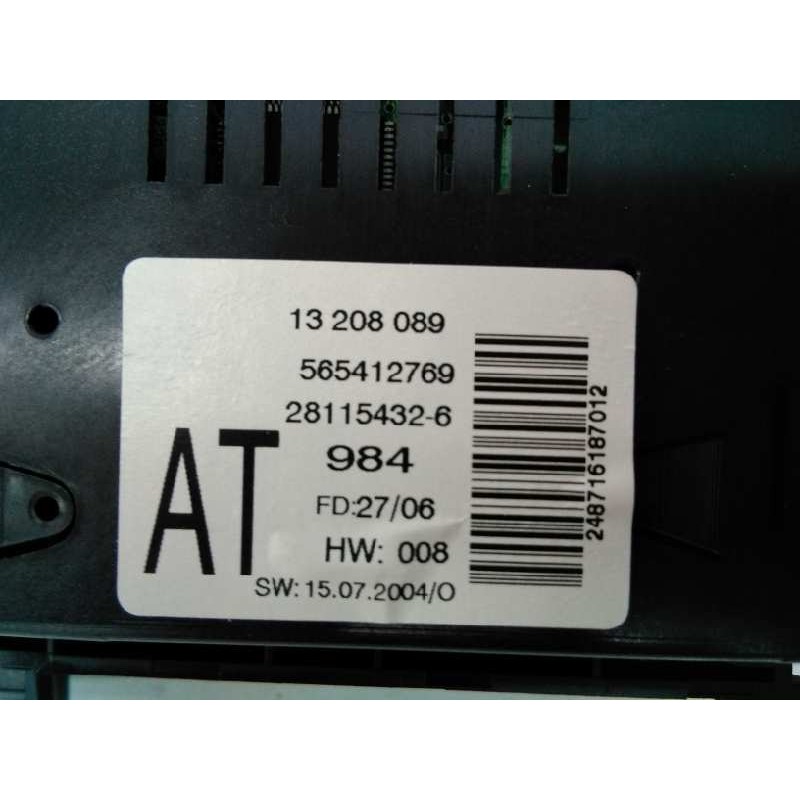 13 208 089
565412769
28115432-6
984
AT
FD:27/06
HW: 008
SW: 15.07.2004/O
248716187012